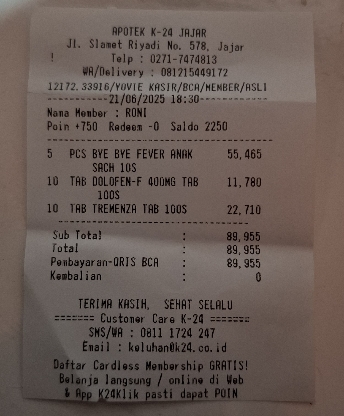 APOTEK K-24 JAJAR
Jl. Slamet Riyadi No. 578, Jajar
! Telp : 0271-7474813
WA/Delivery : 081215449172
12172.33916/YOVIE KASIR/BCA/MEMBER/ASLI
----------21/06/2025 18:30----------
Nama Member : RONI
Poin +750 Redeem -0 Saldo 2250
5 PCS BYE BYE FEVER ANAK 55,465
SACH 10S
10 TAB DOLOFEN-F 400MG TAB 11,780
100S
10 TAB TREMENZA TAB 100S 22,710
Sub Total : 89,955
Total : 89,955
Pembayaran-QRIS BCA : 89,955
Kembalian : 0
TERIMA KASIH, SEHAT SELALU
======= Customer Care K-24 =======
SMS/WA : 0811 1724 247
Email : keluhan@k24.co.id
Daftar Cardless Membership GRATIS!
Belanja langsung / online di Web
& App K24Klik pasti dapat POIN